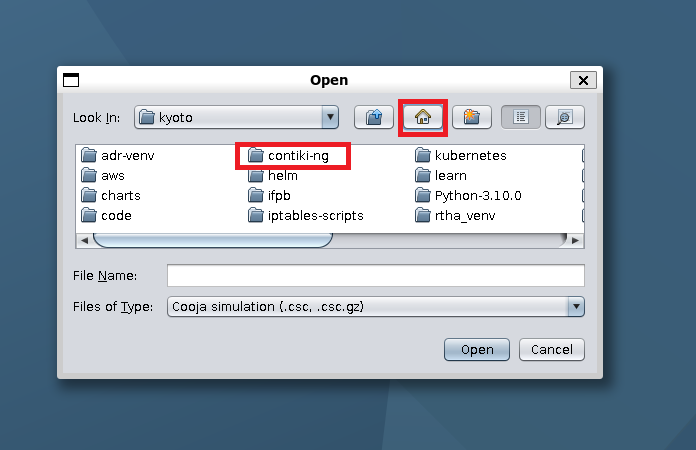 Open
Look In: kyoto
adr-venv contiki-ng kubernetes
aws helm learn
charts ifpb Python-3.10.0
code iptables-scripts rtha_venv
File Name:
Files of Type: Cooja simulation (.csc, .csc.gz)
Open Cancel